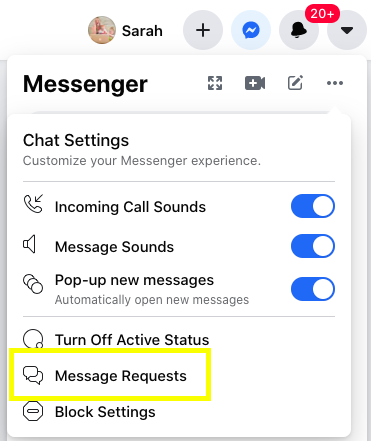 Sarah
20+
Messenger
Chat Settings
Customize your Messenger experience.
Incoming Call Sounds
Message Sounds
Pop-up new messages
Automatically open new messages
Turn Off Active Status
Message Requests
Block Settings